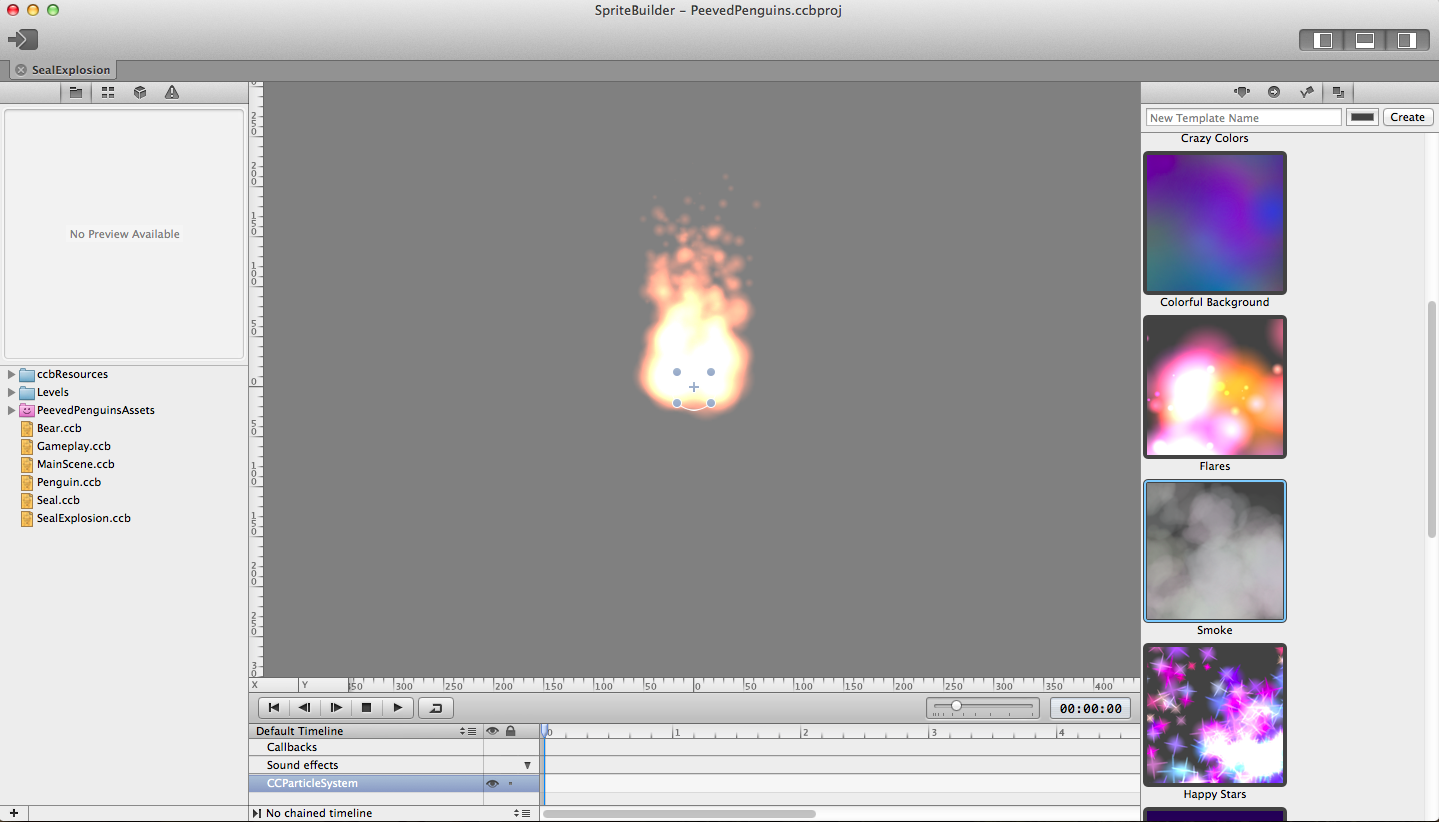 SpriteBuilder – PeevedPenguins.ccbproj
SealExplosion
New Template Name
Create
No Preview Available
ccbResources
Levels
PeevedPenguinsAssets
Bear.ccb
Gameplay.ccb
MainScene.ccb
Penguin.ccb
Seal.ccb
SealExplosion.ccb
250
200
150
100
50
0
50
100
150
200
250
30
X Y 350 300 250 200 150 100 50 0 50 100 150 200 250 300 350 400
00:00:00
Default Timeline
0 1 2 3 4
Callbacks
Sound effects
CCParticleSystem
No chained timeline
Crazy Colors
Colorful Background
Flares
Smoke
Happy Stars